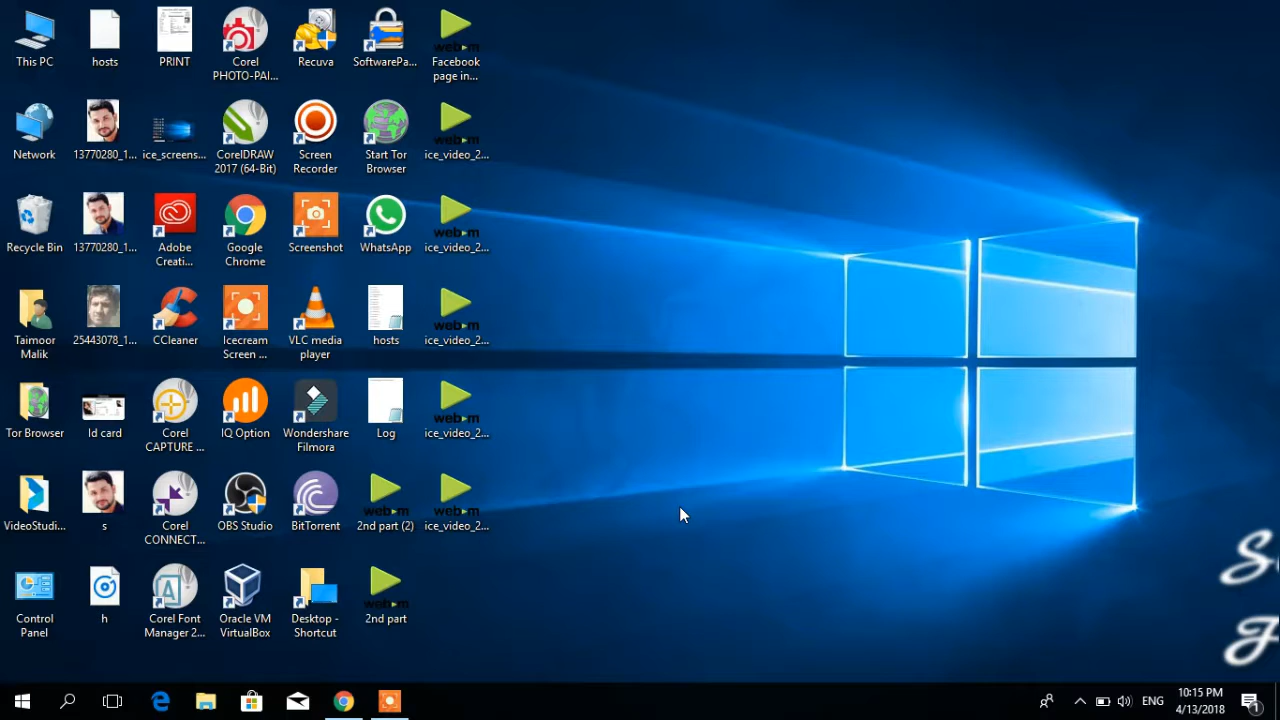 This PC
hosts
PRINT
Corel
PHOTO-PAI...
Recuva
SoftwarePa...
Facebook
page in...
Network
13770280_1...
ice_screens...
CorelDRAW
2017 (64-Bit)
Screen
Recorder
Start Tor
Browser
ice_video_2...
Recycle Bin
13770280_1...
Adobe
Creati...
Google
Chrome
Screenshot
WhatsApp
ice_video_2...
Taimoor
Malik
25443078_1...
CCleaner
Icecream
Screen ...
VLC media
player
hosts
ice_video_2...
Tor Browser
Id card
Corel
CAPTURE ...
IQ Option
Wondershare
Filmora
Log
ice_video_2...
VideoStudi...
s
Corel
CONNECT...
OBS Studio
BitTorrent
2nd part (2)
ice_video_2...
Control
Panel
h
Corel Font
Manager 2...
Oracle VM
VirtualBox
Desktop -
Shortcut
2nd part
ENG
10:15 PM
4/13/2018
1